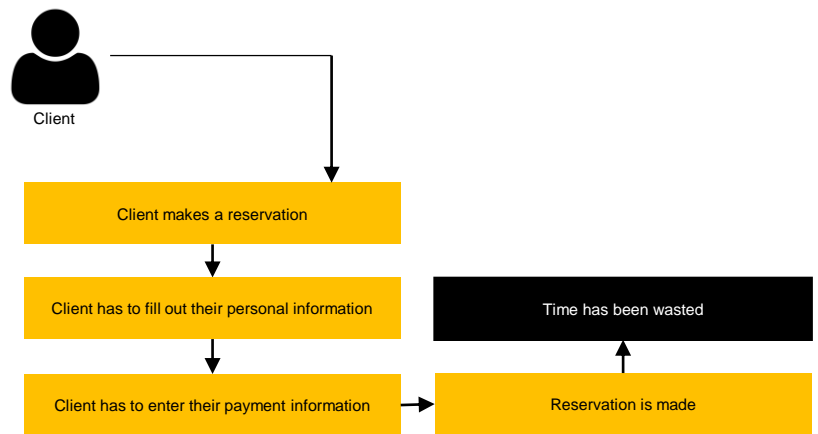 Client
Client makes a reservation
Client has to fill out their personal information
Client has to enter their payment information
Reservation is made
Time has been wasted